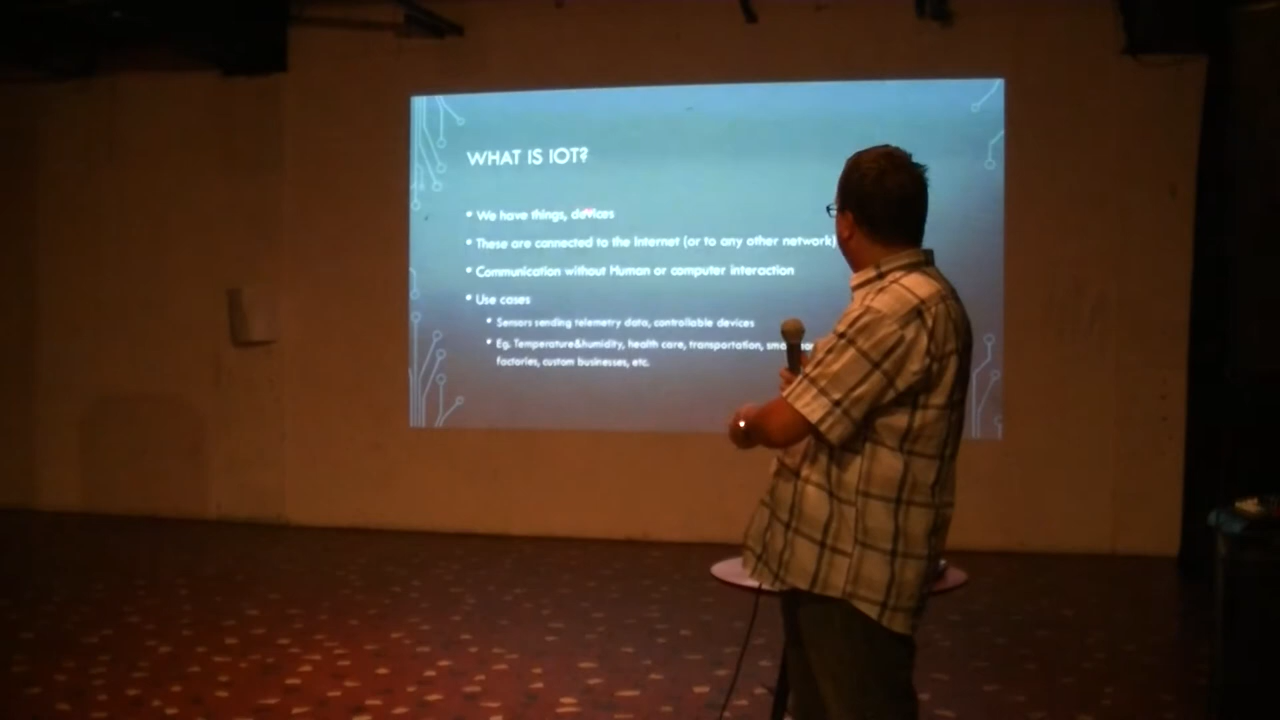 WHAT IS IOT?
• We have things, devices
• These are connected to the Internet (or to any other network)
• Communication without Human or computer interaction
• Use cases
• Sensors sending telemetry data, controllable devices
• Eg. Temperature&humidity, health care, transportation,
factories, custom businesses, etc.